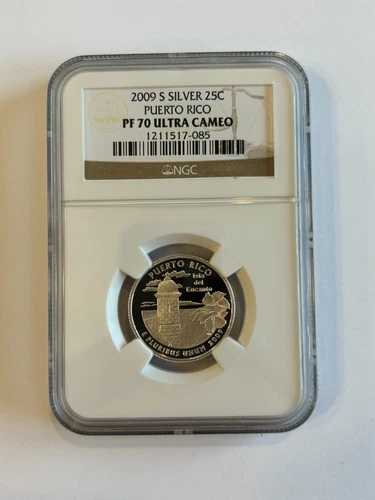 2009 S SILVER 25C
PUERTO RICO
PF 70 ULTRA CAMEO
1211517-085
NGC
PUERTO RICO
Isla
del
Encanto
E PLURIBUS UNUM 2009